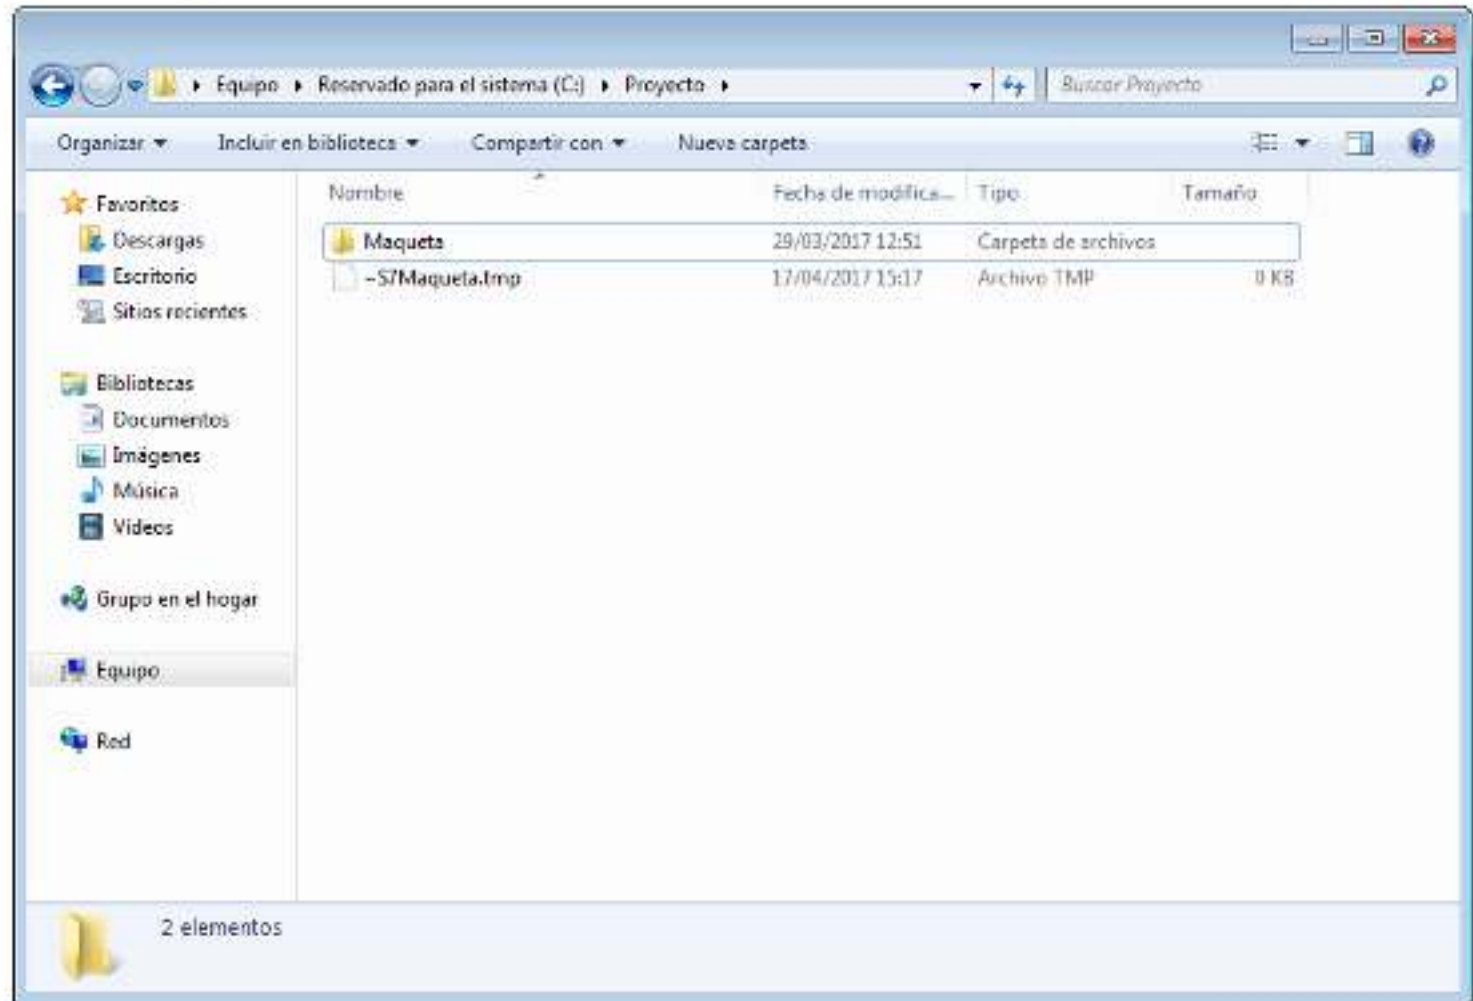 Equipo ▸ Reservado para el sistema (C:) ▸ Proyecto ▸ Buscar Proyecto
Organizar Incluir en biblioteca Compartir con Nueva carpeta
Nombre Fecha de modifica... Tipo Tamaño
Maqueta 29/03/2017 12:51 Carpeta de archivos
~S7Maqueta.tmp 17/04/2017 15:17 Archivo TMP 0 KB
Favoritos
Descargas
Escritorio
Sitios recientes
Bibliotecas
Documentos
Imágenes
Música
Vídeos
Grupo en el hogar
Equipo
Red
2 elementos